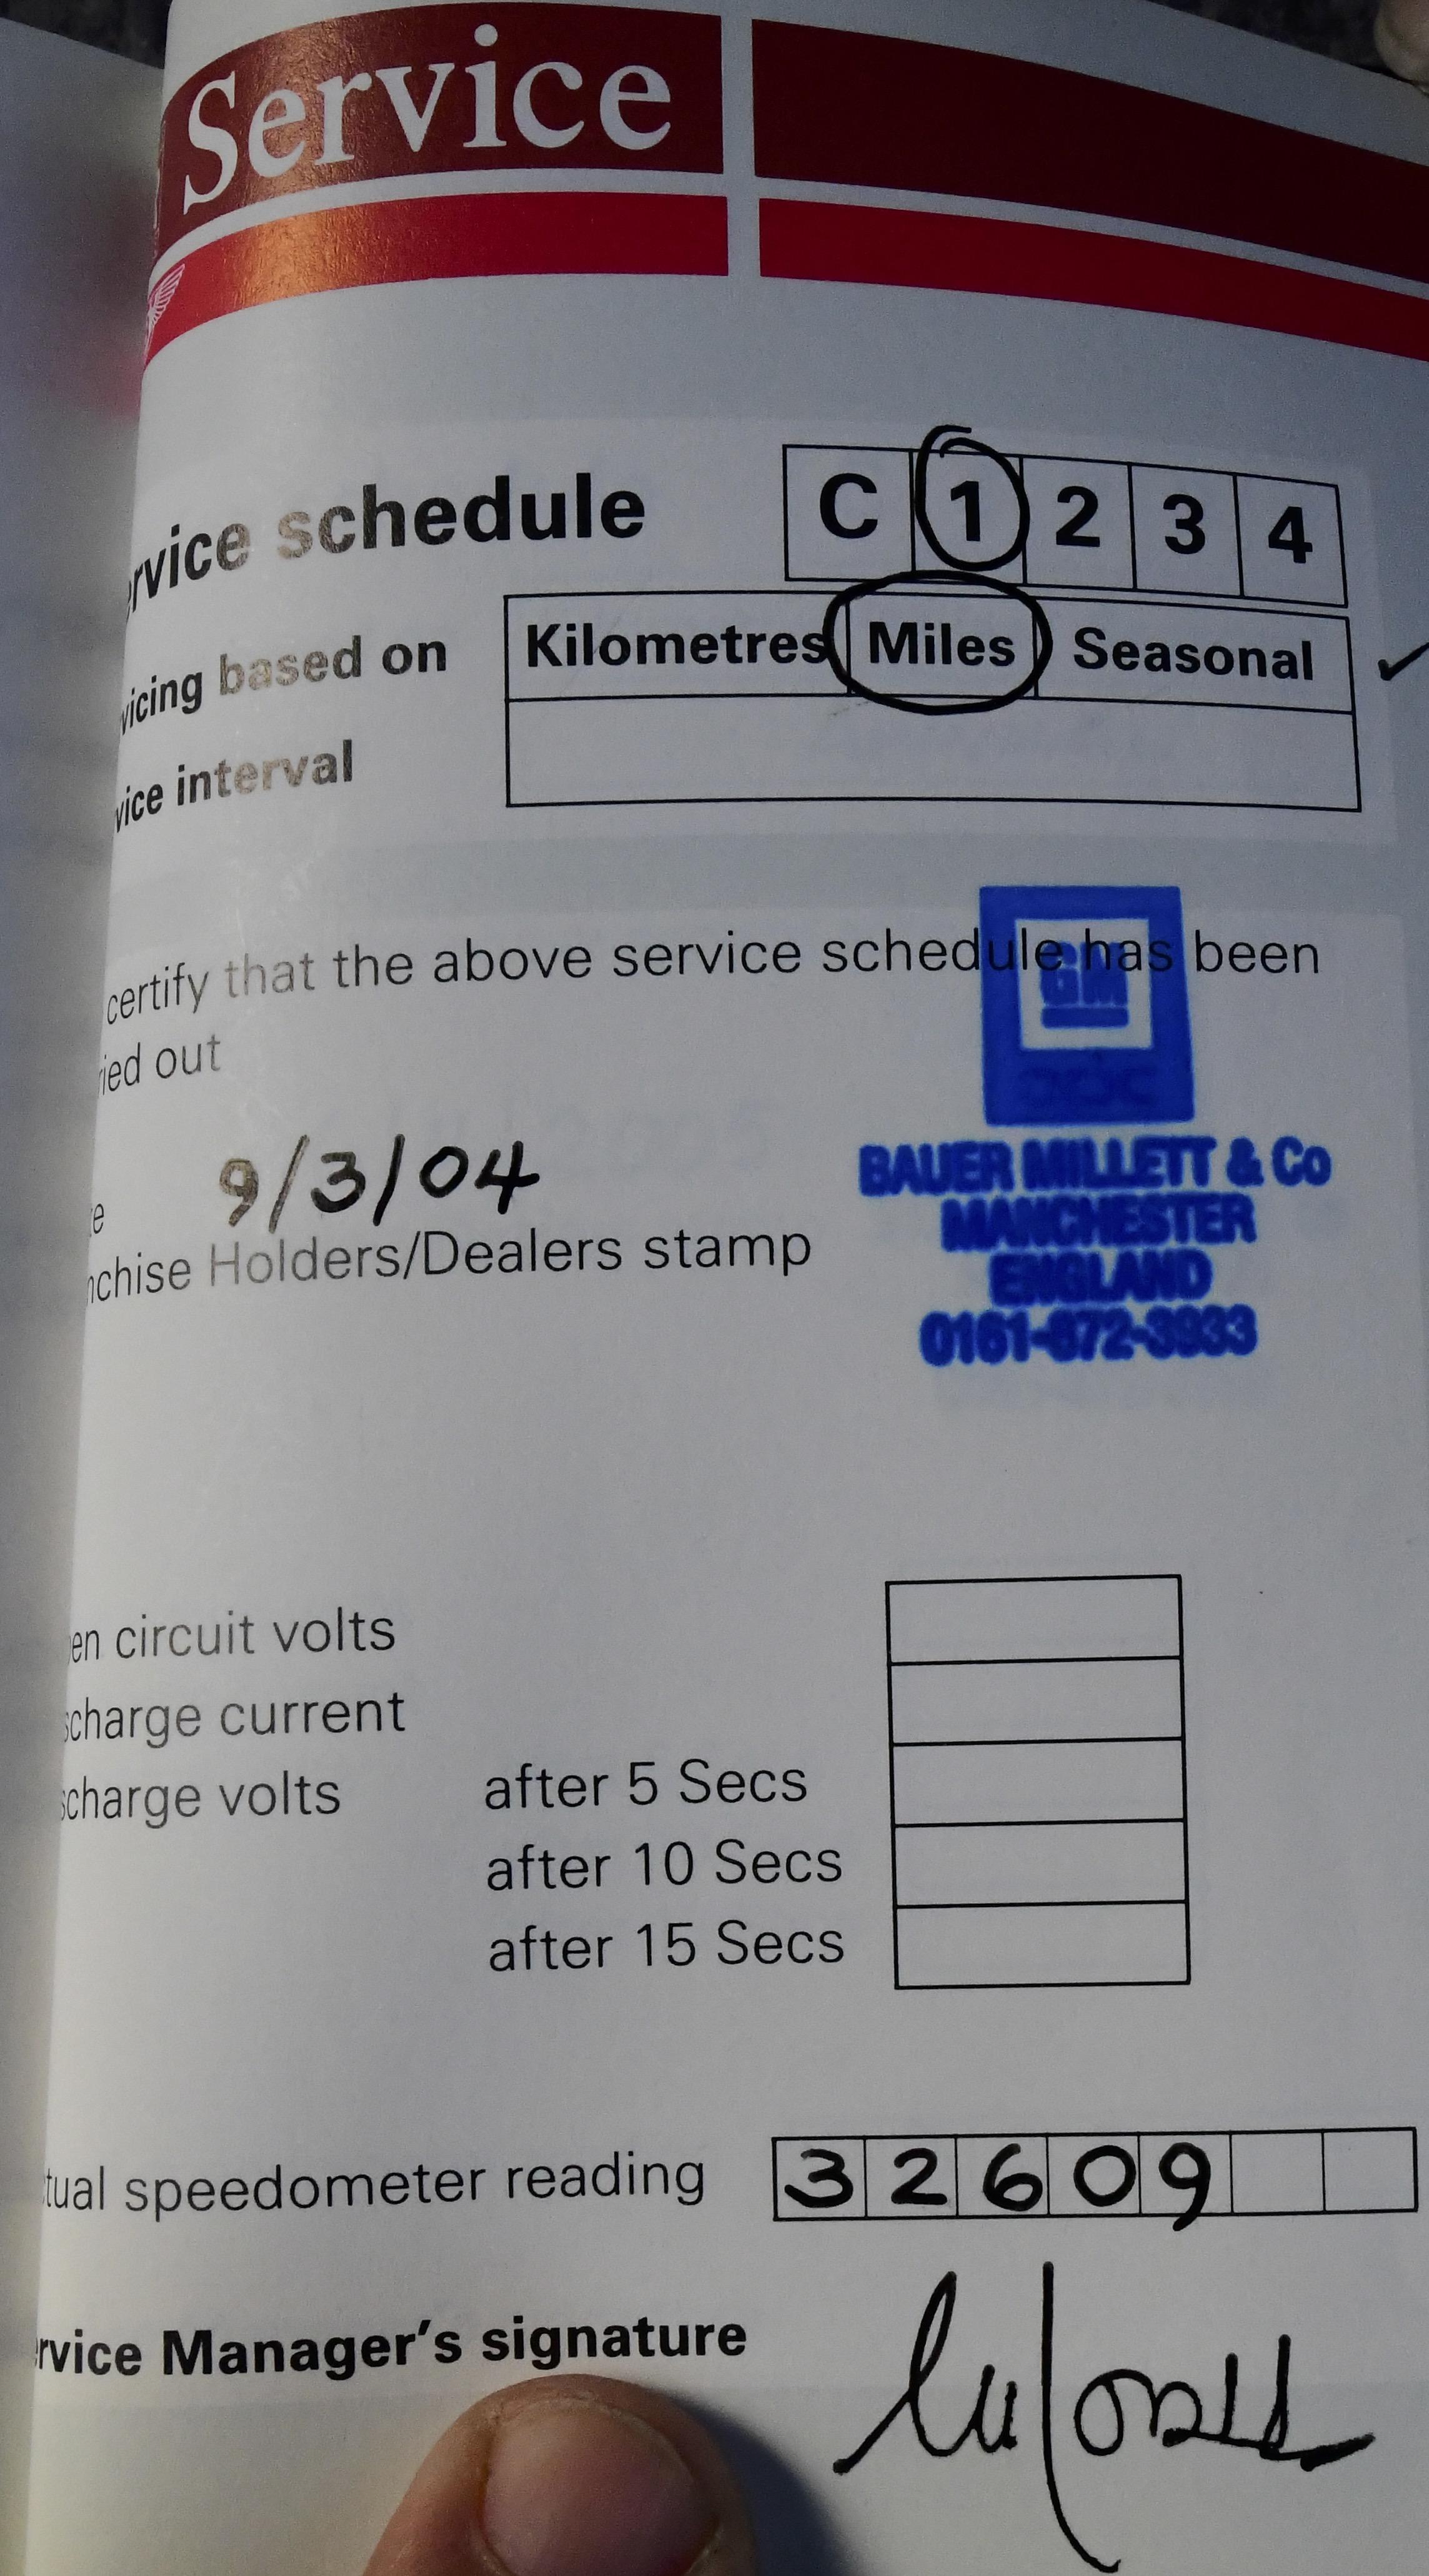 Service
rvice schedule C 1 2 3 4
vicing based on Kilometres Miles Seasonal ✓
vice interval
certify that the above service schedule has been
ried out
GM
BAUER MILLETT & Co
MANCHESTER
ENGLAND
0161-872-3933
te 9/3/04
nchise Holders/Dealers stamp
en circuit volts
scharge current
scharge volts after 5 Secs
after 10 Secs
after 15 Secs
tual speedometer reading 32609
rvice Manager's signature